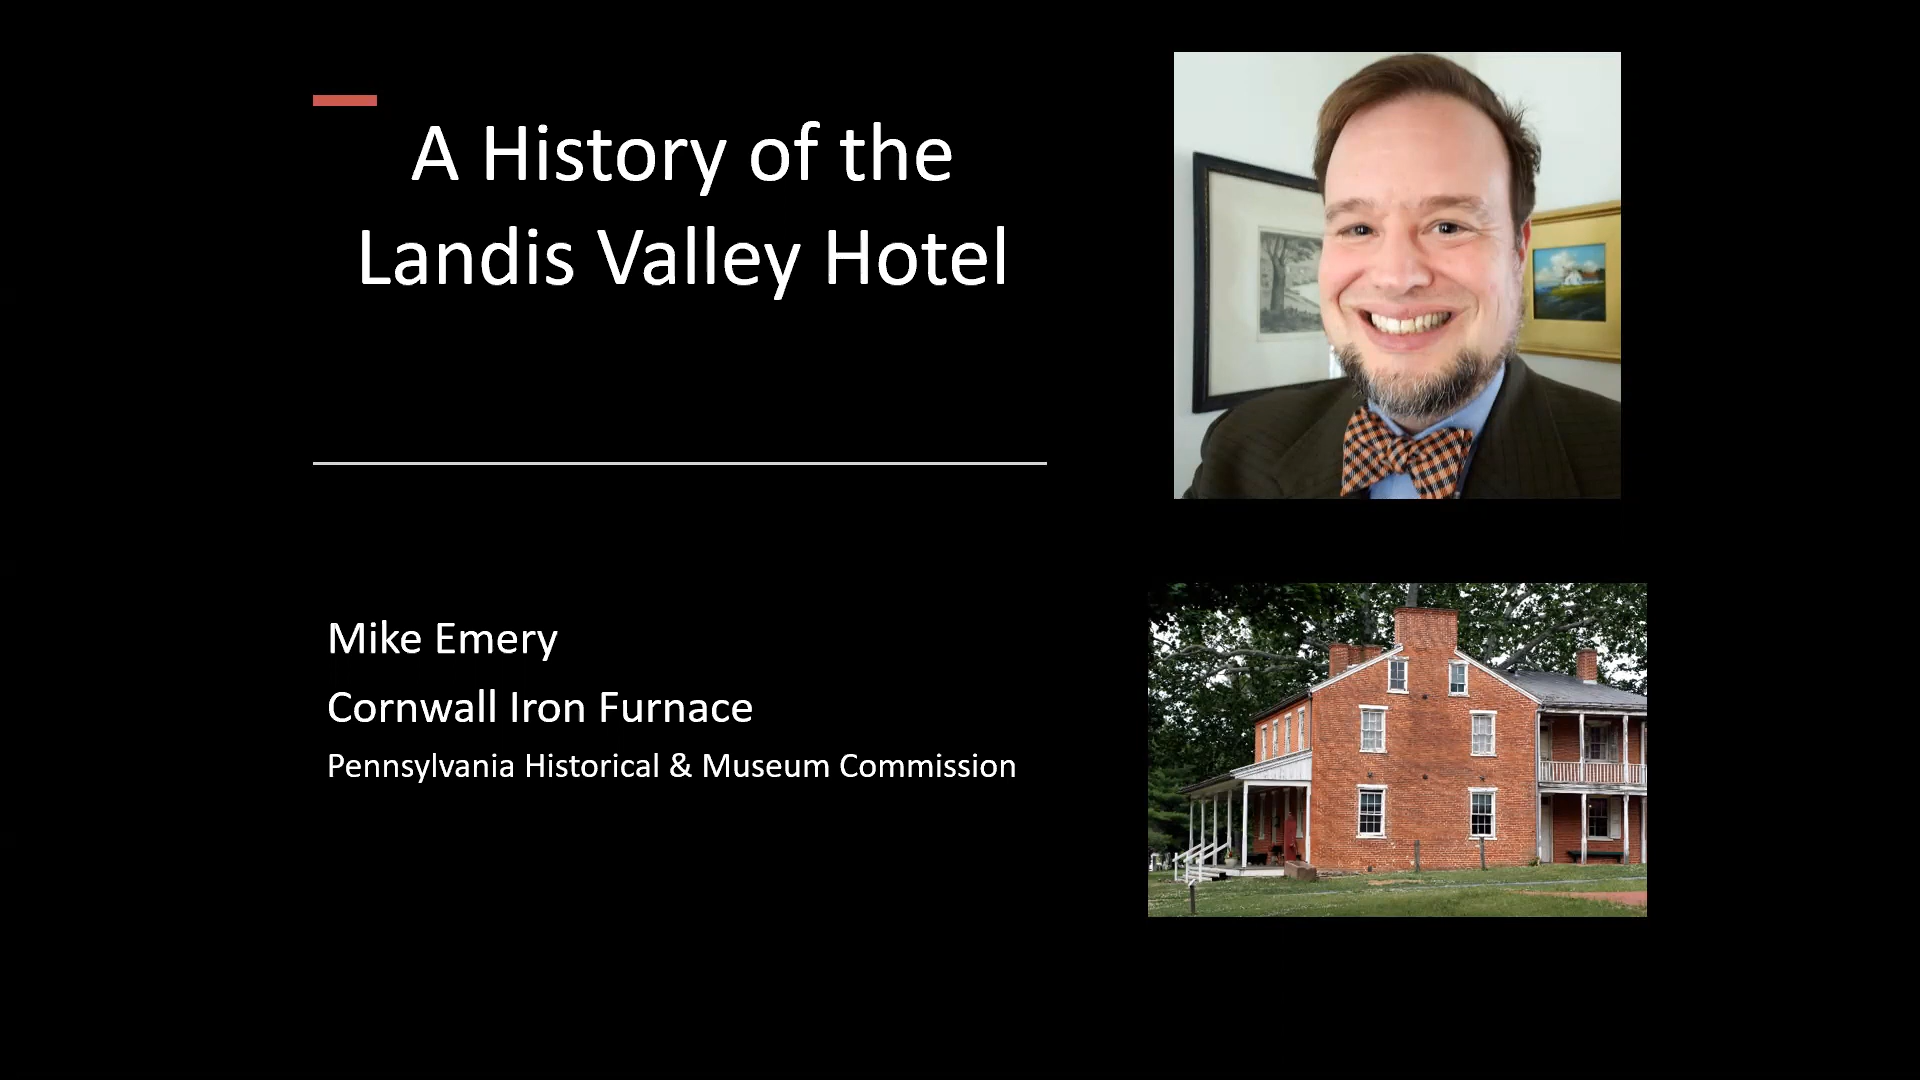 A History of the
Landis Valley Hotel
Mike Emery
Cornwall Iron Furnace
Pennsylvania Historical & Museum Commission